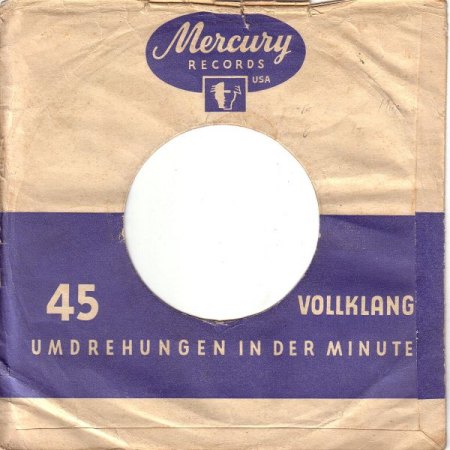 Mercury
RECORDS
USA
45 VOLLKLANG
UMDREHUNGEN IN DER MINUTE